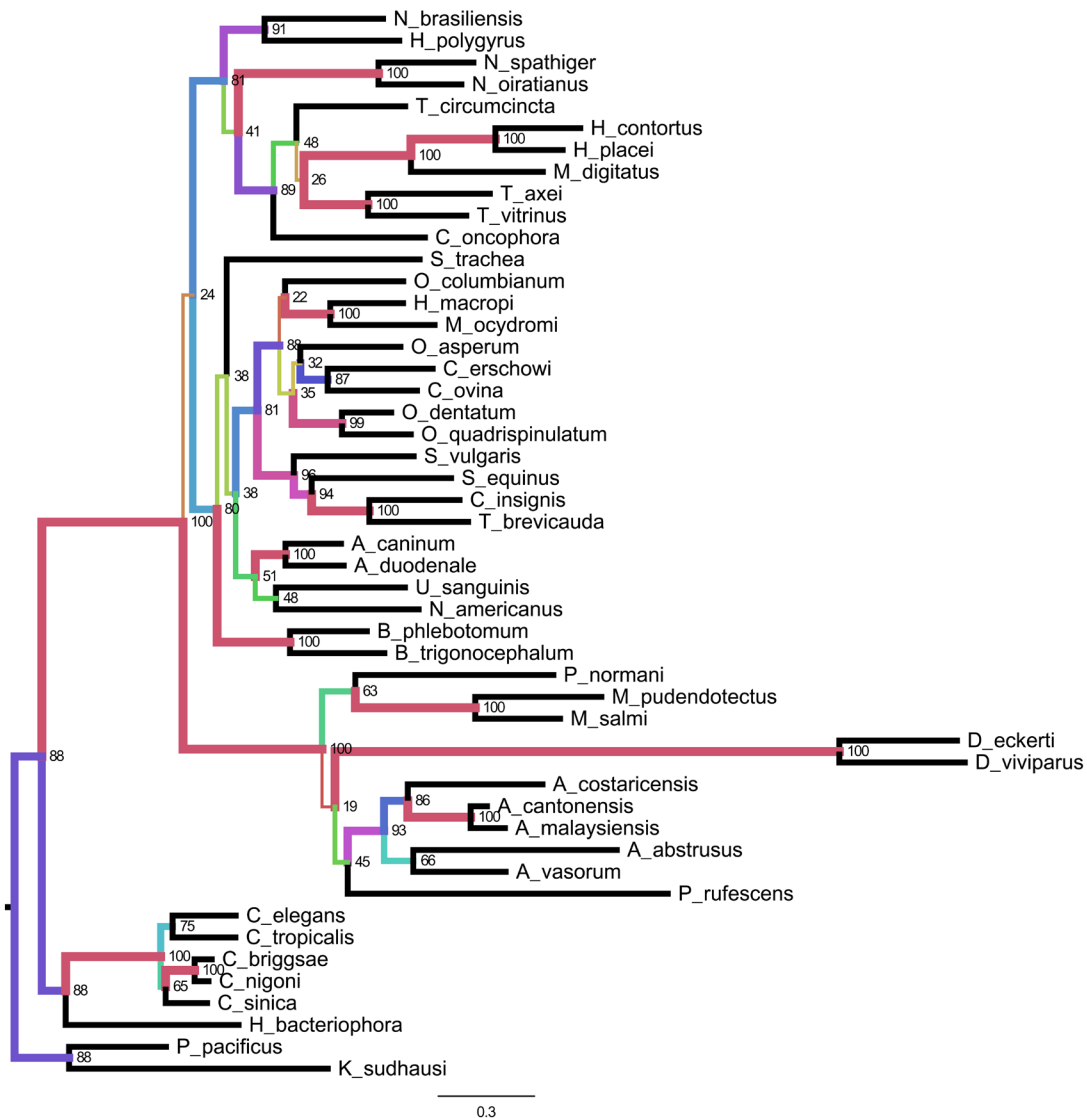 N_brasiliensis
91
H_polygyrus
N_spathiger
81
100
N_oiratianus
T_circumcincta
H_contortus
41
48
100
H_placei
100
M_digitatus
26
89
T_axei
100
T_vitrinus
C_oncophora
S_trachea
O_columbianum
24
22
H_macropi
100
M_ocydromi
88
O_asperum
32
C_erschowi
38
87
C_ovina
35
81
O_dentatum
99
O_quadrispinulatum
S_vulgaris
96
S_equinus
38
94
C_insignis
80
100
100
T_brevicauda
A_caninum
100
A_duodenale
51
U_sanguinis
48
N_americanus
B_phlebotomum
100
B_trigonocephalum
P_normani
63
M_pudendotectus
100
M_salmi
D_eckerti
100
100
88
D_viviparus
A_costaricensis
86
A_cantonensis
19
100
A_malaysiensis
93
A_abstrusus
45
66
A_vasorum
P_rufescens
C_elegans
75
C_tropicalis
100
C_briggsae
100
C_nigoni
88
65
C_sinica
H_bacteriophora
P_pacificus
88
K_sudhausi
0.3